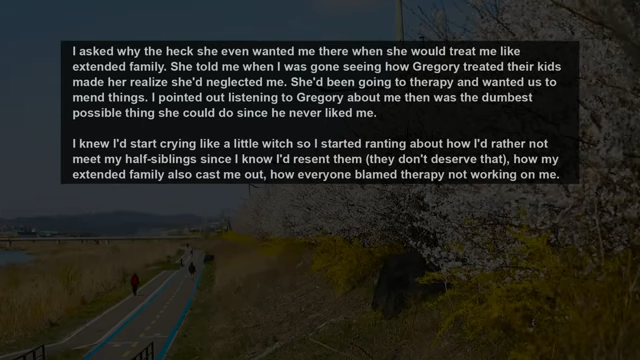 I asked why the heck she even wanted me there when she would treat me like
extended family. She told me when I was gone seeing how Gregory treated their kids
made her realize she'd neglected me. She'd been going to therapy and wanted us to
mend things. I pointed out listening to Gregory about me then was the dumbest
possible thing she could do since he never liked me.
I knew I'd start crying like a little witch so I started ranting about how I'd rather not
meet my half-siblings since I know I'd resent them (they don't deserve that), how my
extended family also cast me out, how everyone blamed therapy not working on me.